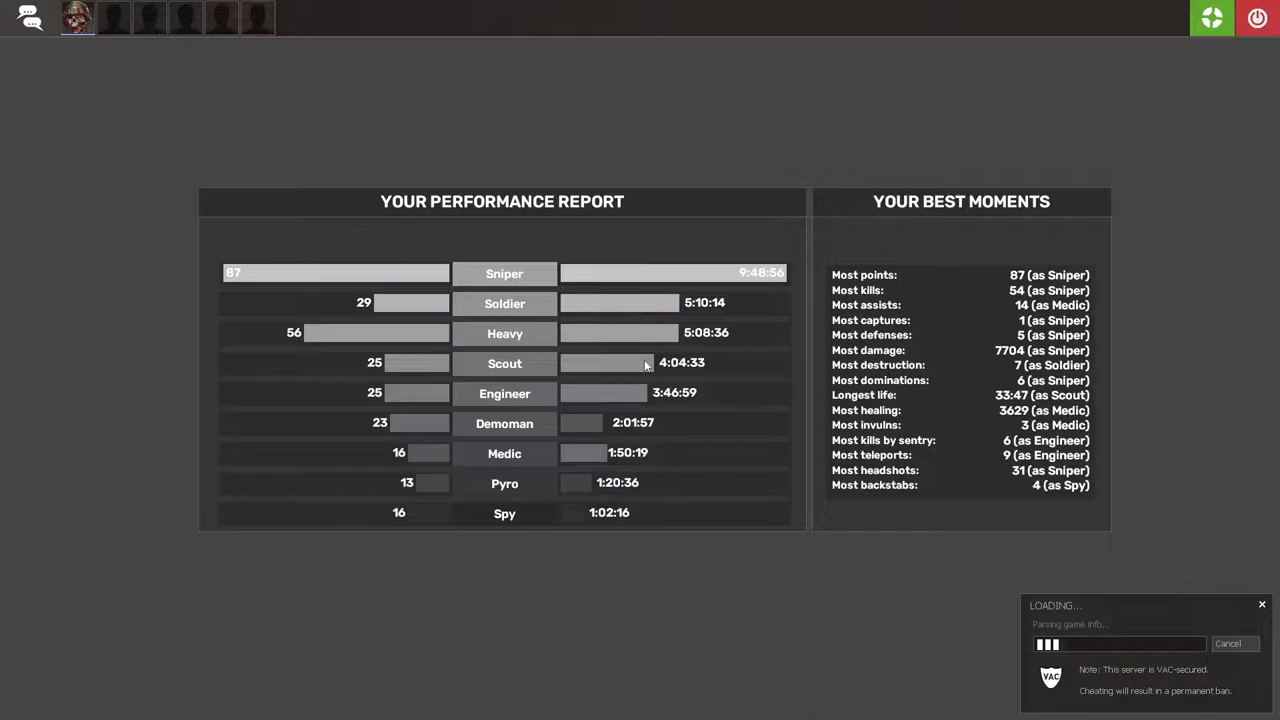 YOUR PERFORMANCE REPORT
87 Sniper 9:48:56
29 Soldier 5:10:14
56 Heavy 5:08:36
25 Scout 4:04:33
25 Engineer 3:46:59
23 Demoman 2:01:57
16 Medic 1:50:19
13 Pyro 1:20:36
16 Spy 1:02:16
YOUR BEST MOMENTS
Most points: 87 (as Sniper)
Most kills: 54 (as Sniper)
Most assists: 14 (as Medic)
Most captures: 1 (as Sniper)
Most defenses: 5 (as Sniper)
Most damage: 7704 (as Sniper)
Most destruction: 7 (as Soldier)
Most dominations: 6 (as Sniper)
Longest life: 33:47 (as Scout)
Most healing: 3629 (as Medic)
Most invulns: 3 (as Medic)
Most kills by sentry: 6 (as Engineer)
Most teleports: 9 (as Engineer)
Most headshots: 31 (as Sniper)
Most backstabs: 4 (as Spy)
LOADING...
Parsing game info...
Cancel
VAC
Note: This server is VAC-secured.
Cheating will result in a permanent ban.